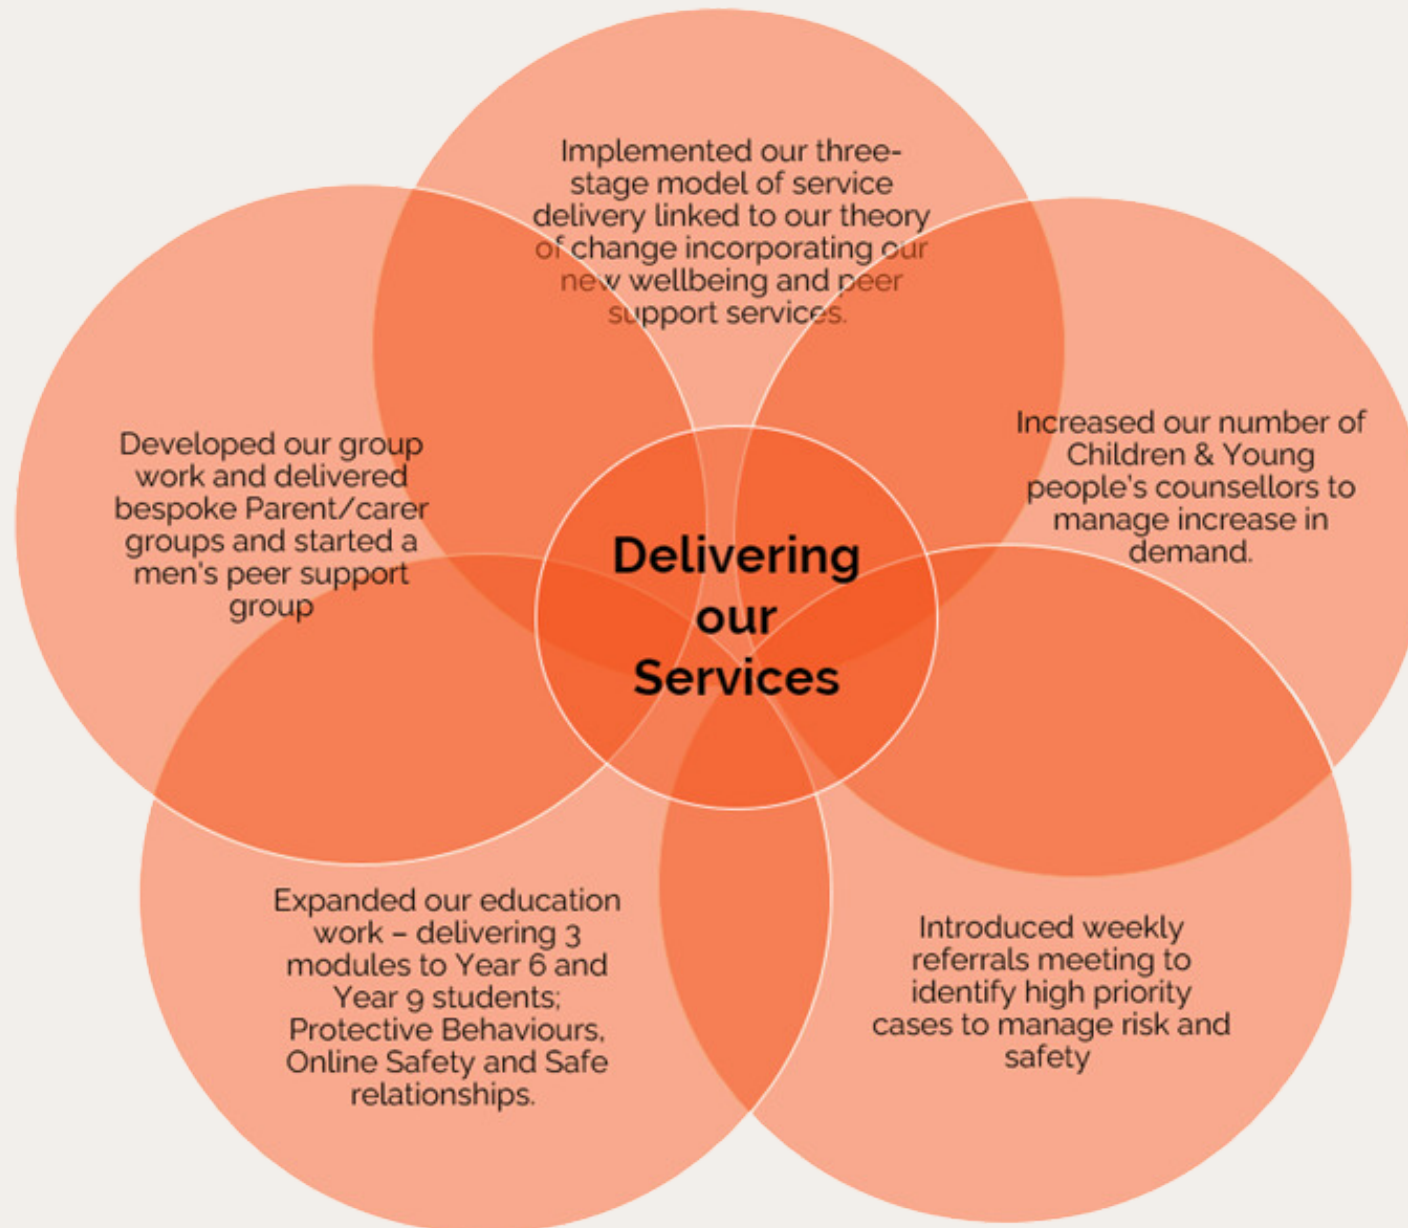 Implemented our three-
stage model of service
delivery linked to our theory
of change incorporating our
new wellbeing and peer
support services.
Increased our number of
Children & Young
people's counsellors to
manage increase in
demand.
Developed our group
work and delivered
bespoke Parent/carer
groups and started a
men's peer support
group
Delivering
our
Services
Expanded our education
work – delivering 3
modules to Year 6 and
Year 9 students;
Protective Behaviours,
Online Safety and Safe
relationships.
Introduced weekly
referrals meeting to
identify high priority
cases to manage risk and
safety